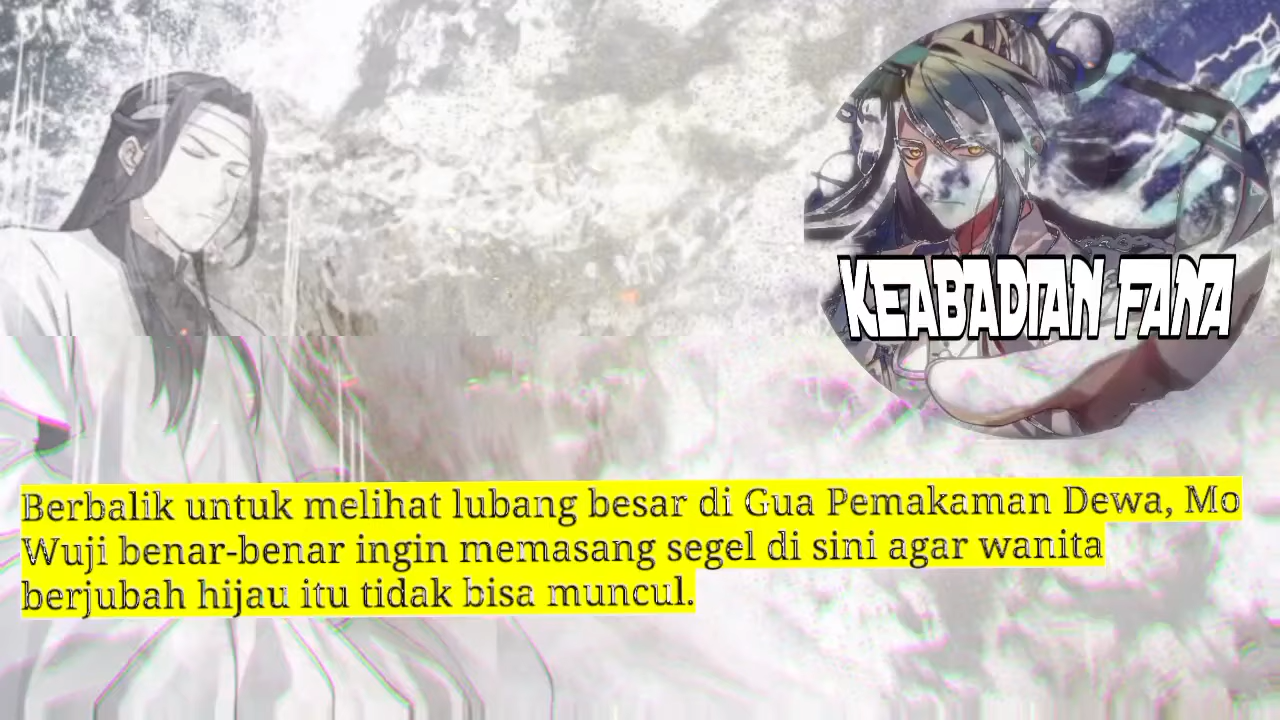 KEABADIAN FANA
Berbalik untuk melihat lubang besar di Gua Pemakaman Dewa, Mo
Wuji benar-benar ingin memasang segel di sini agar wanita
berjubah hijau itu tidak bisa muncul.